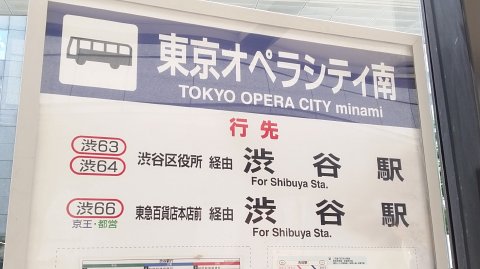 東京オペラシティ南
TOKYO OPERA CITY minami
行先
渋63
渋64
渋谷区役所 経由 渋谷駅
For Shibuya Sta.
渋66
京王・都営
東急百貨店本店前 経由 渋谷駅
For Shibuya Sta.